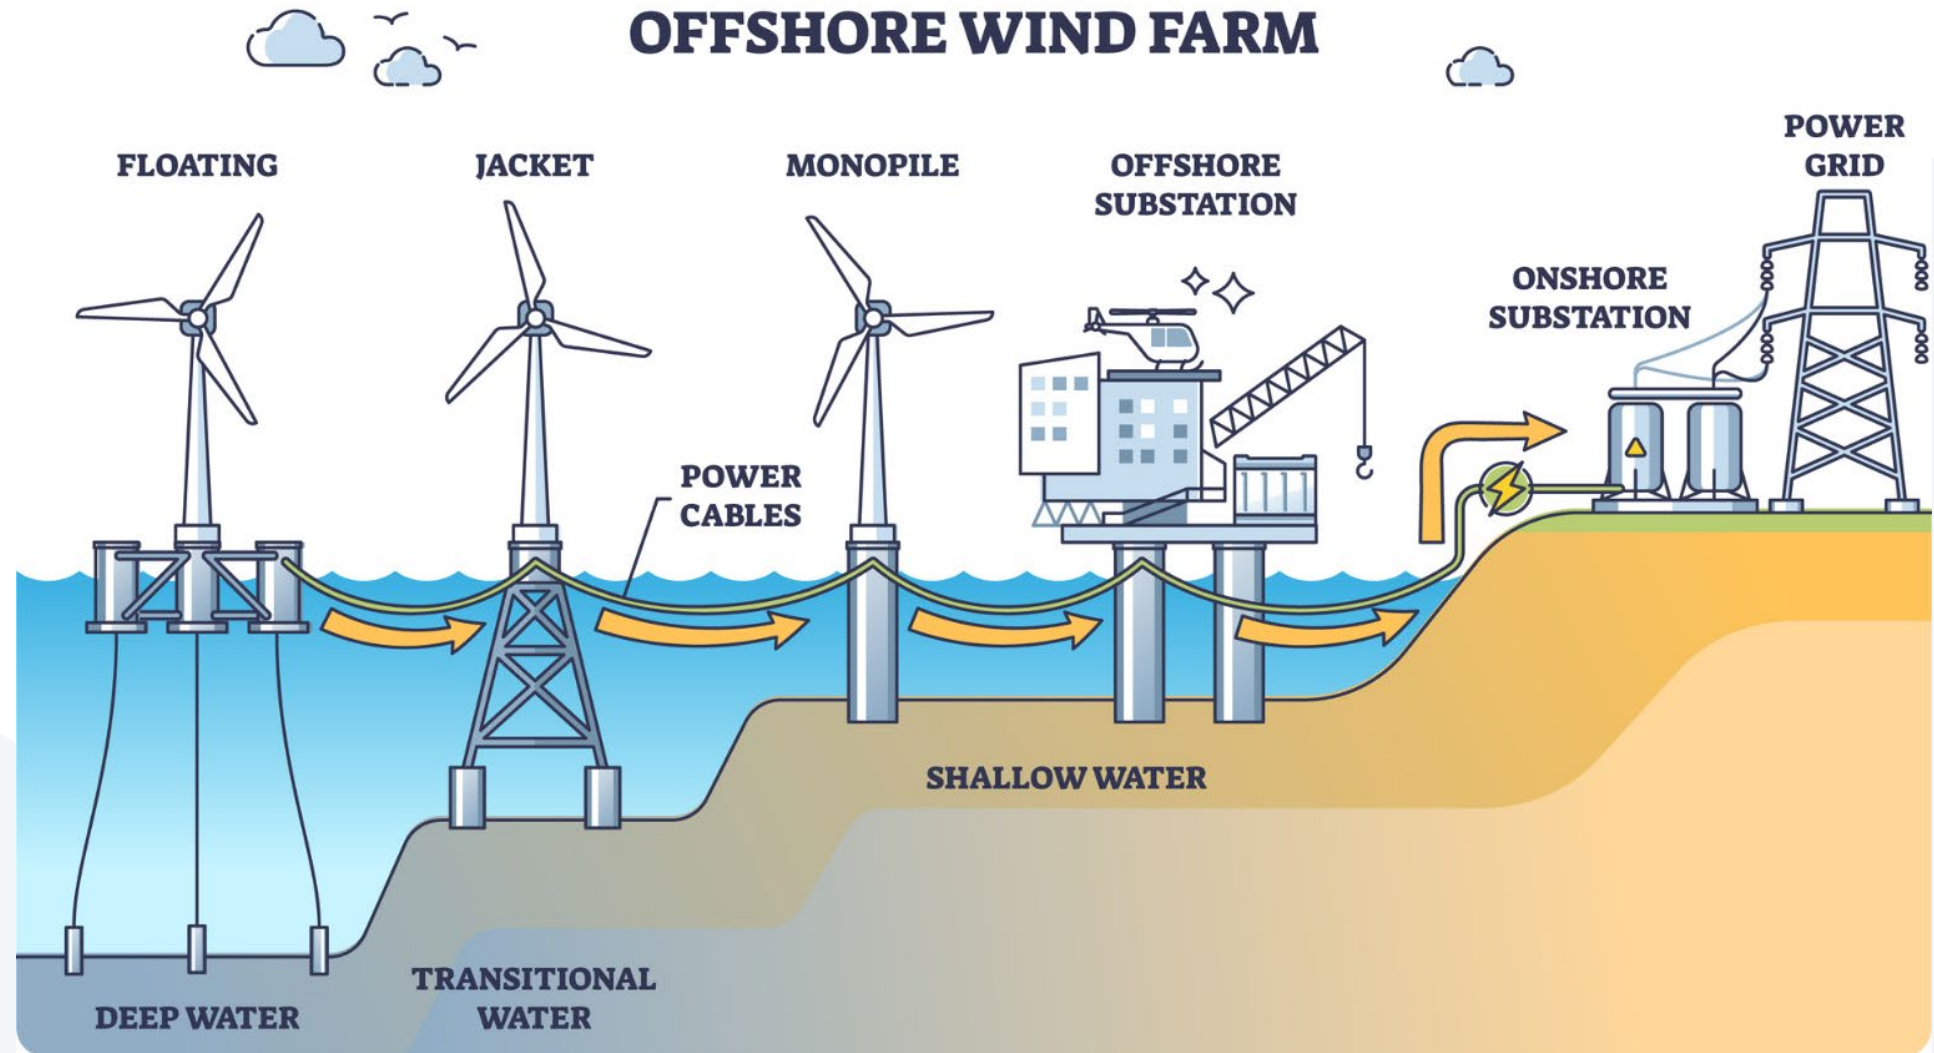 OFFSHORE WIND FARM
FLOATING
JACKET
MONOPILE
OFFSHORE
SUBSTATION
POWER
GRID
ONSHORE
SUBSTATION
POWER
CABLES
SHALLOW WATER
TRANSITIONAL
WATER
DEEP WATER